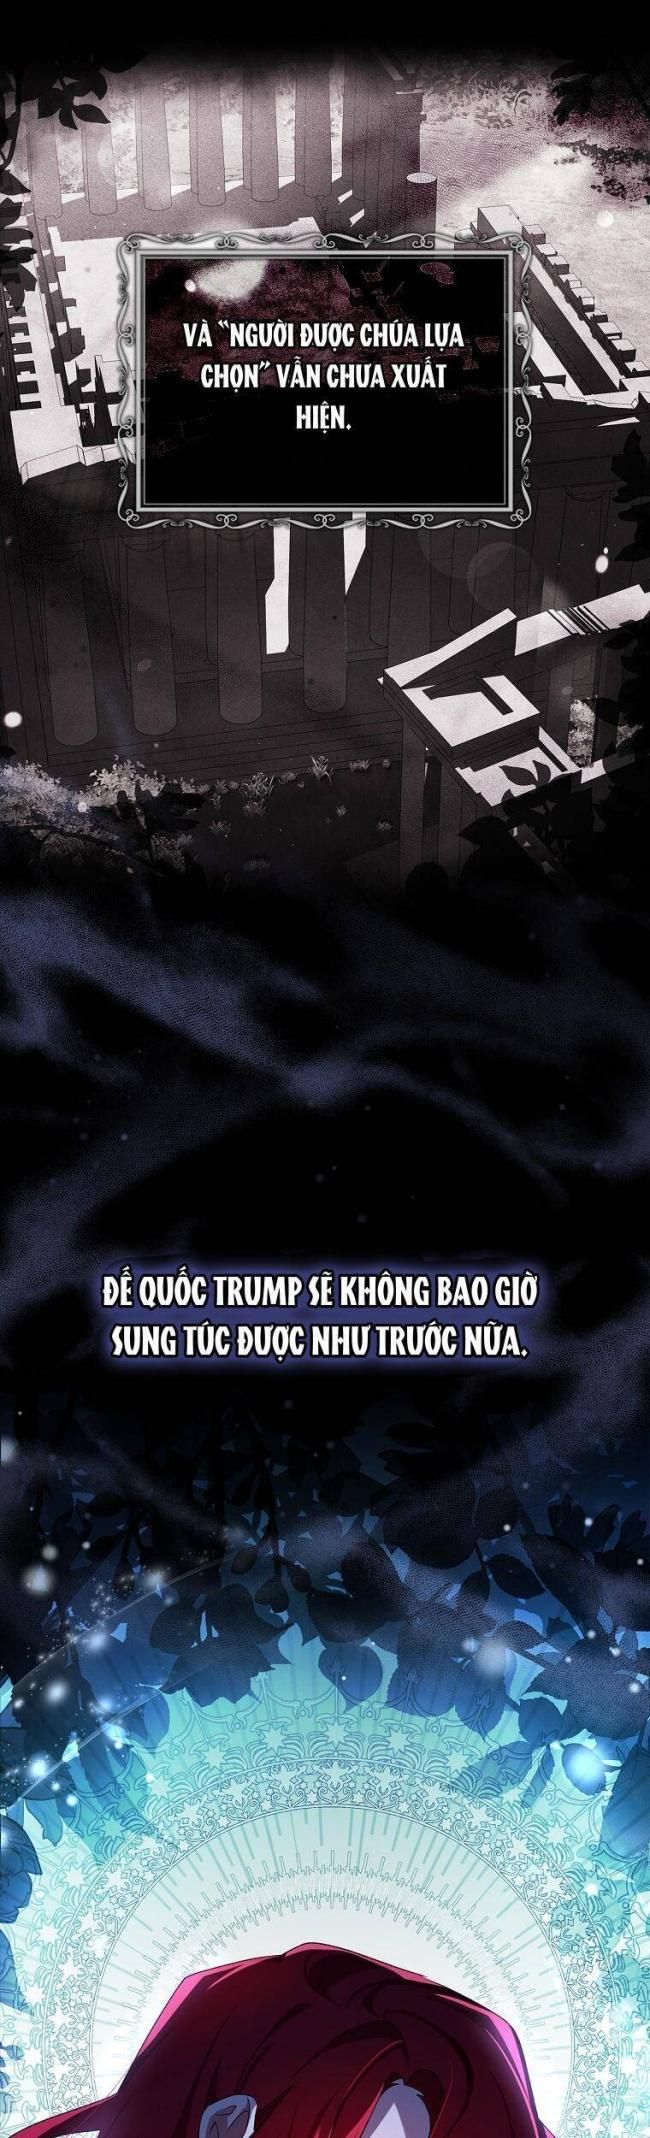 VÀ "NGƯỜI ĐƯỢC CHÚA LỰA
CHỌN" VẪN CHƯA XUẤT
HIỆN.
ĐẾ QUỐC TRUMP SẼ KHÔNG BAO GIỜ
SUNG TÚC ĐƯỢC NHƯ TRƯỚC NỮA.